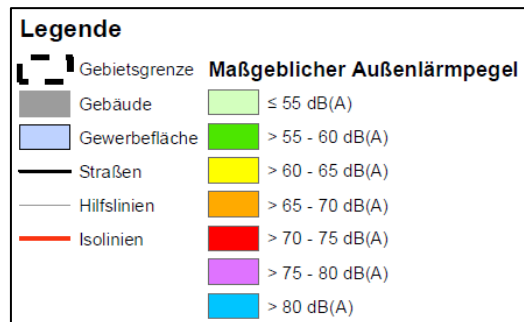 Legende
Gebietsgrenze
Gebäude
Gewerbefläche
Straßen
Hilfslinien
Isolinien
Maßgeblicher Außenlärmpegel
≤ 55 dB(A)
> 55 - 60 dB(A)
> 60 - 65 dB(A)
> 65 - 70 dB(A)
> 70 - 75 dB(A)
> 75 - 80 dB(A)
> 80 dB(A)